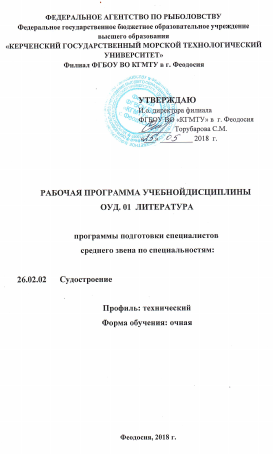 ФЕДЕРАЛЬНОЕ АГЕНТСТВО ПО РЫБОЛОВСТВУ
Федеральное государственное бюджетное образовательное учреждение
высшего образования
«КЕРЧЕНСКИЙ ГОСУДАРСТВЕННЫЙ МОРСКОЙ ТЕХНОЛОГИЧЕСКИЙ
УНИВЕРСИТЕТ»
Филиал ФГБОУ ВО КГМТУ в г. Феодосия
УТВЕРЖДАЮ
И.о. директора филиала
ФГБОУ ВО «КГМТУ» в г. Феодосия
Торубарова С.М.
05 2018 г.
РАБОЧАЯ ПРОГРАММА УЧЕБНОЙДИСЦИПЛИНЫ
ОУД. 01 ЛИТЕРАТУРА
программы подготовки специалистов
среднего звена по специальностям:
26.02.02 Судостроение
Профиль: технический
Форма обучения: очная
Феодосия, 2018 г.